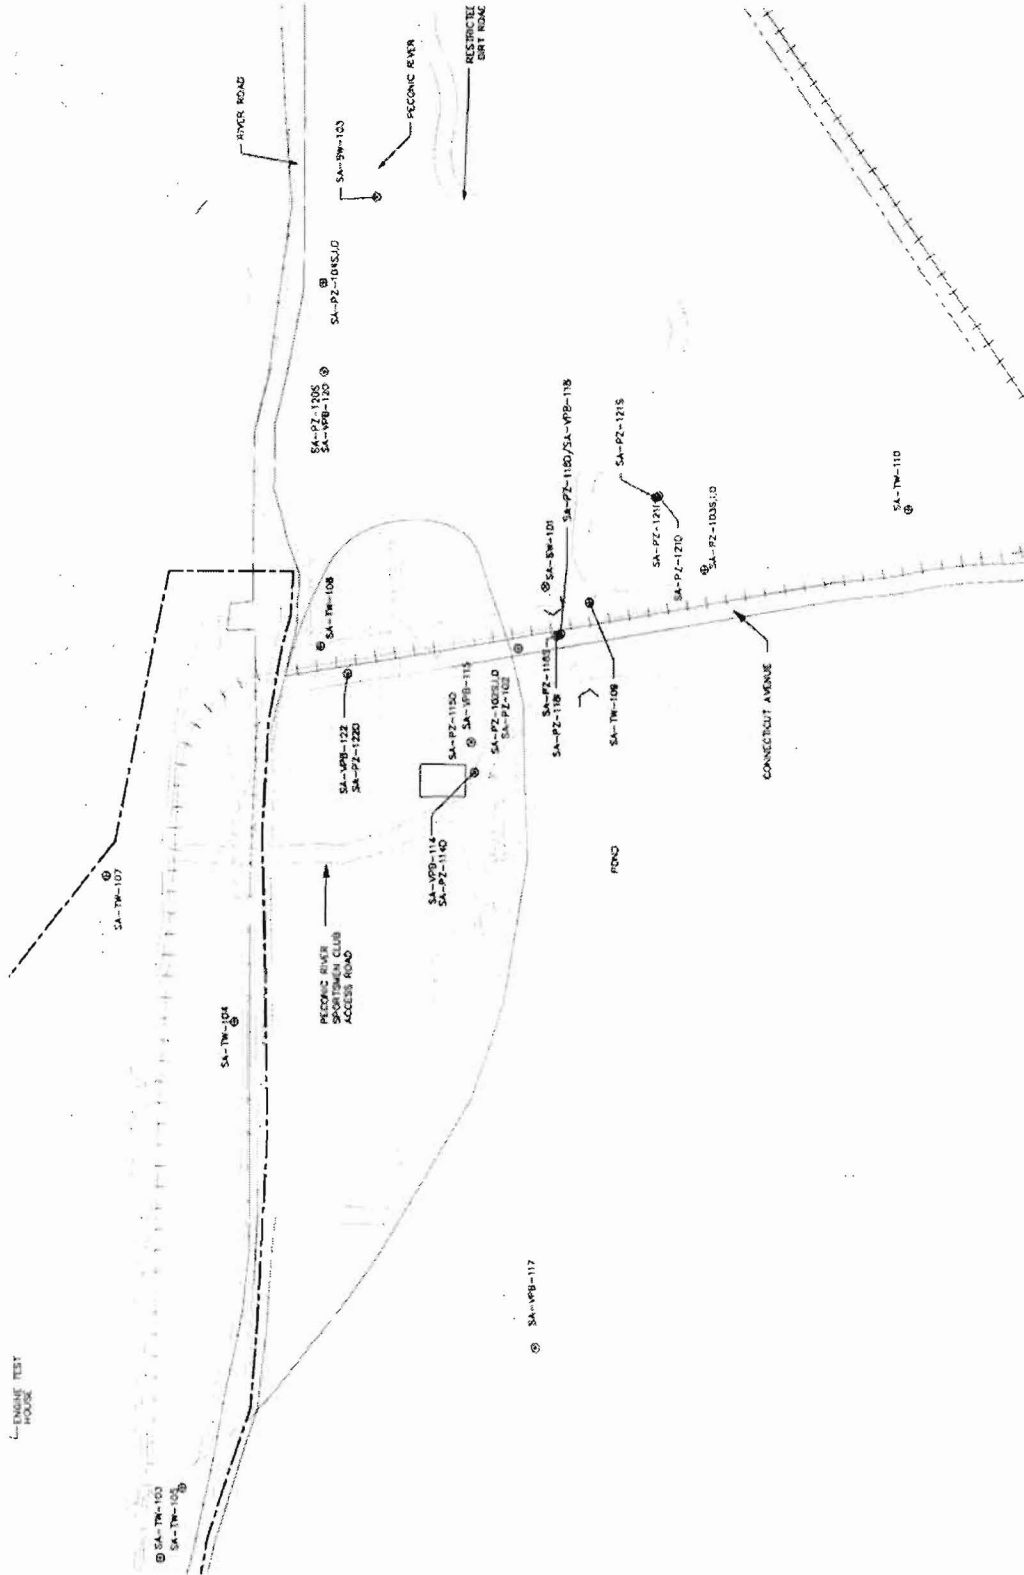 ENGINE TEST
HOUSE
SA-TW-103
SA-TW-105
SA-TW-107
SA-TW-104
RIVER ROAD
SA-SW-103
PECONIC RIVER
RESTRICTED
DIRT ROAD
SA-PZ-104S,I,D
SA-PZ-120S
SA-VPB-120
SA-TW-108
SA-VPB-122
SA-PZ-122D
PECONIC RIVER
SPORTSMEN CLUB
ACCESS ROAD
SA-VPB-114
SA-PZ-114D
SA-PZ-115D
SA-VPB-115
SA-PZ-102S,I,D
SA-PZ-102
SA-SW-101
SA-PZ-118D/SA-VPB-118
SA-PZ-118S
SA-PZ-118I
SA-TW-109
POND
SA-VPB-117
SA-PZ-121S
SA-PZ-121I
SA-PZ-121D
SA-PZ-103S,I,D
SA-TW-110
CONNECTICUT AVENUE